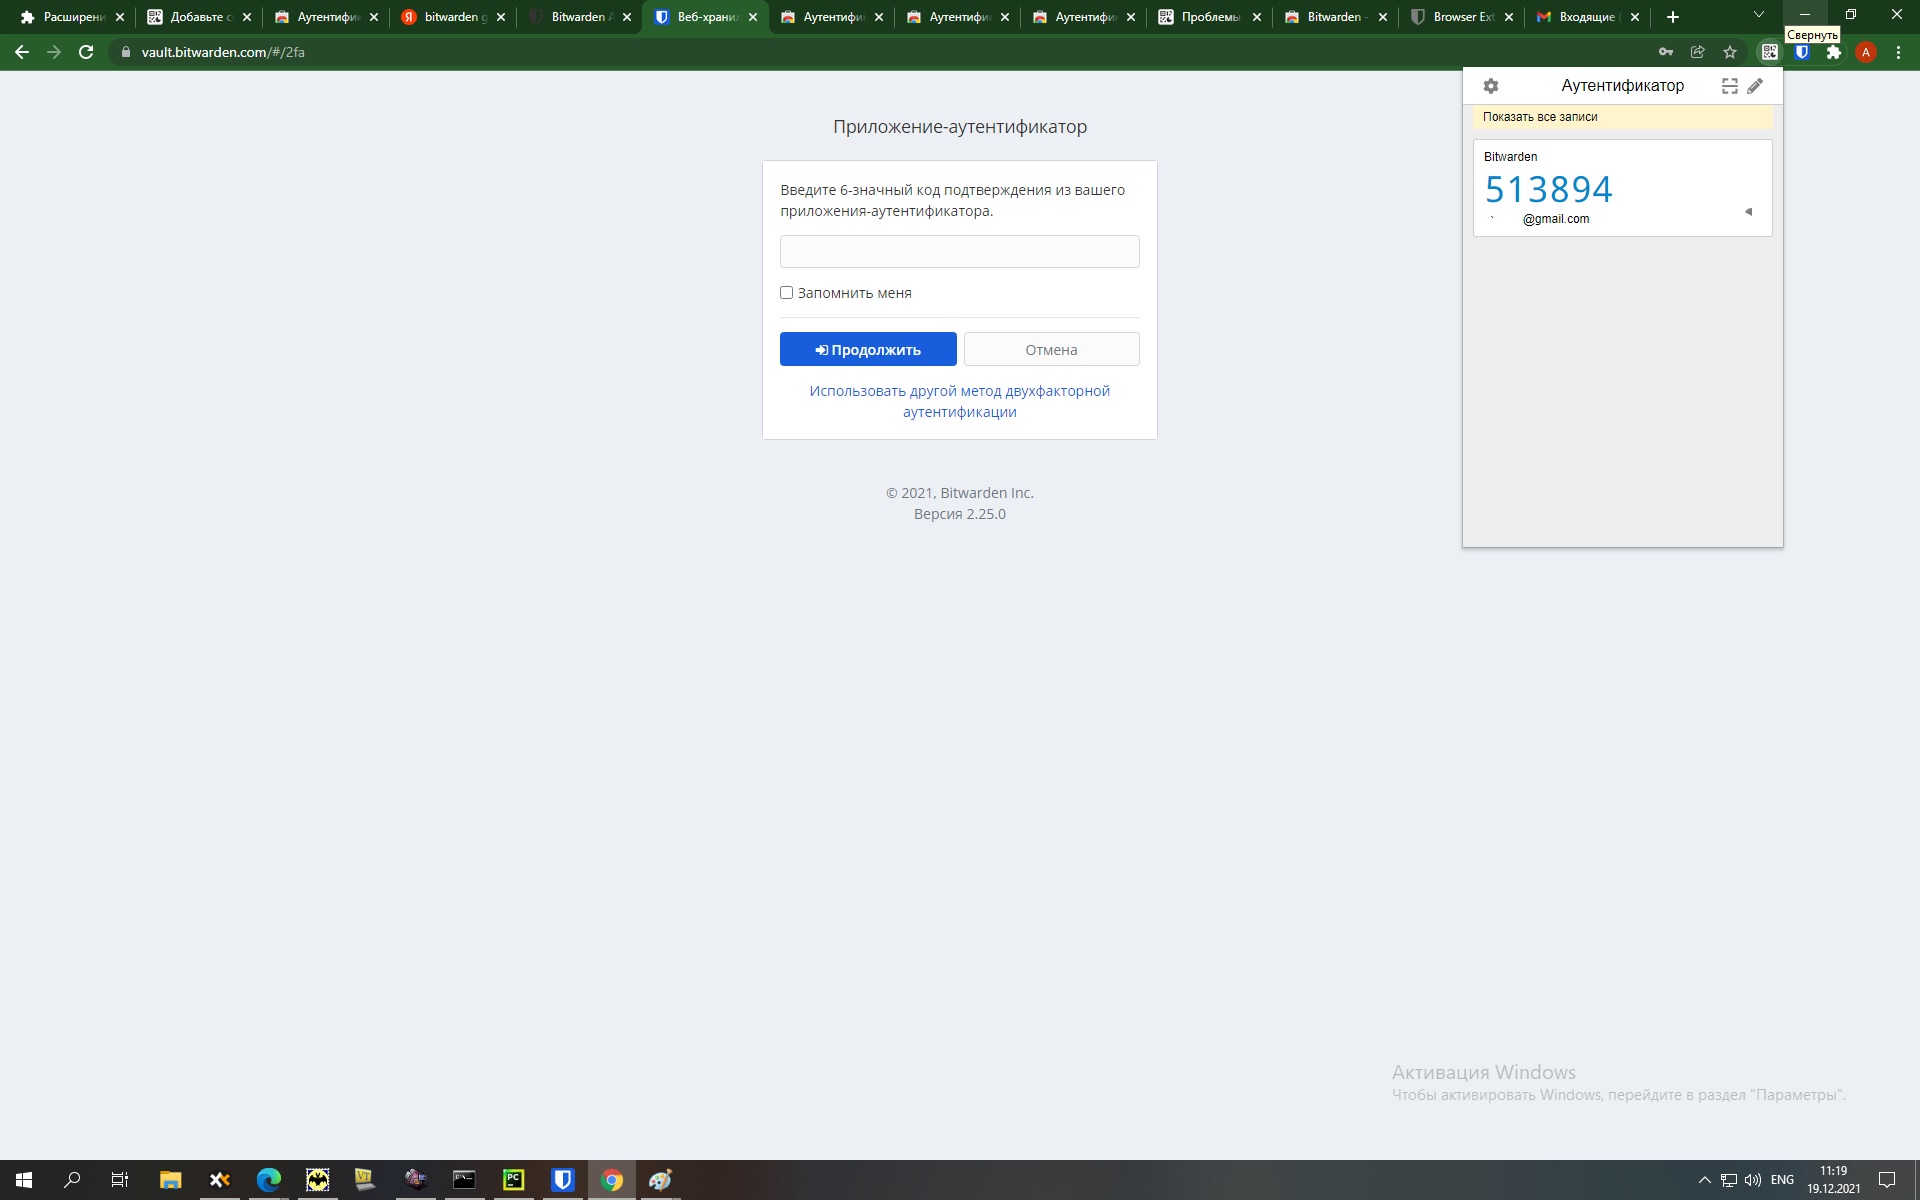 Расширени
Добавьте с
Аутентифи
bitwarden g
Bitwarden A
Веб-храни
Аутентифи
Аутентифи
Аутентифи
Проблемы
Bitwarden -
Browser Ext
Входящие (
Свернуть
vault.bitwarden.com/#/2fa
A
Аутентификатор
Показать все записи
Bitwarden
513894
@gmail.com
Приложение-аутентификатор
Введите 6-значный код подтверждения из вашего
приложения-аутентификатора.
Запомнить меня
Продолжить
Отмена
Использовать другой метод двухфакторной
аутентификации
© 2021, Bitwarden Inc.
Версия 2.25.0
Активация Windows
Чтобы активировать Windows, перейдите в раздел "Параметры".
ENG
11:19
19.12.2021